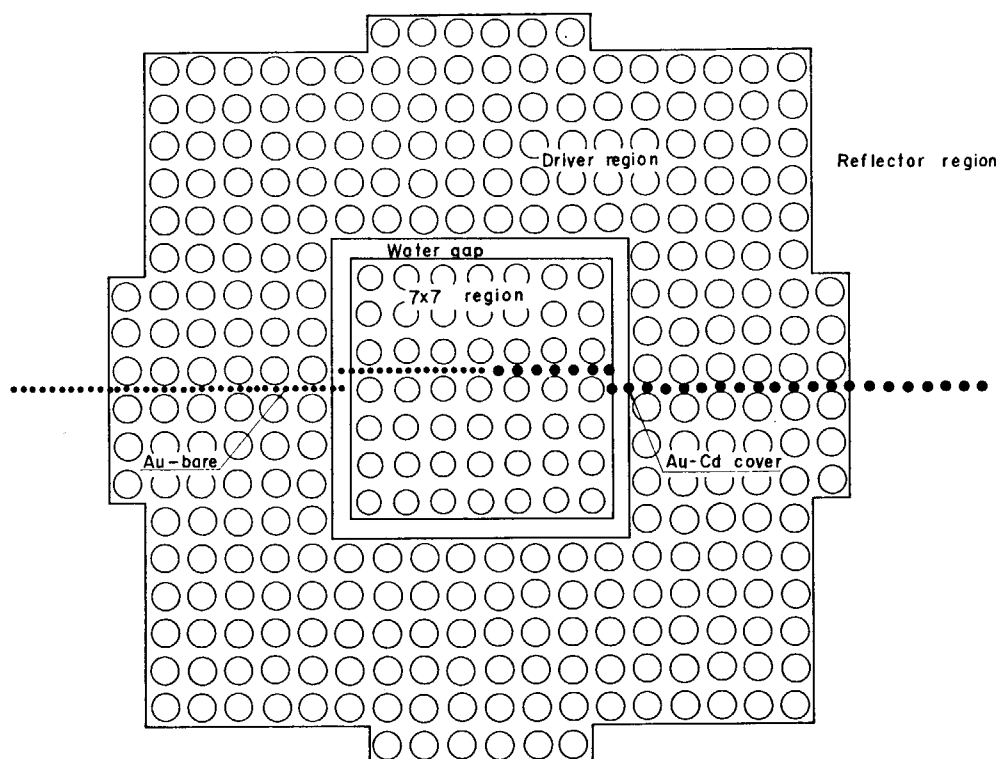 Driver region
Reflector region
Water gap
7x7 region
Au-bare
Au-Cd cover